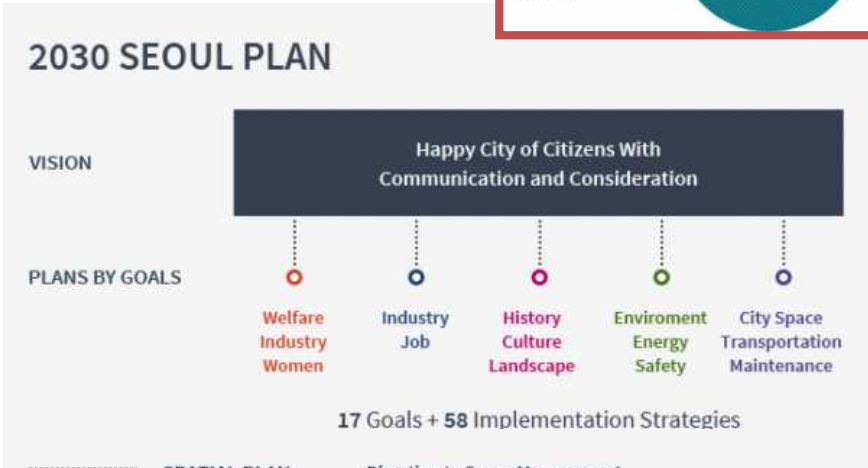 2030 SEOUL PLAN
VISION
Happy City of Citizens With
Communication and Consideration
PLANS BY GOALS
Welfare
Industry
Women
Industry
Job
History
Culture
Landscape
Enviroment
Energy
Safety
City Space
Transportation
Maintenance
17 Goals + 58 Implementation Strategies